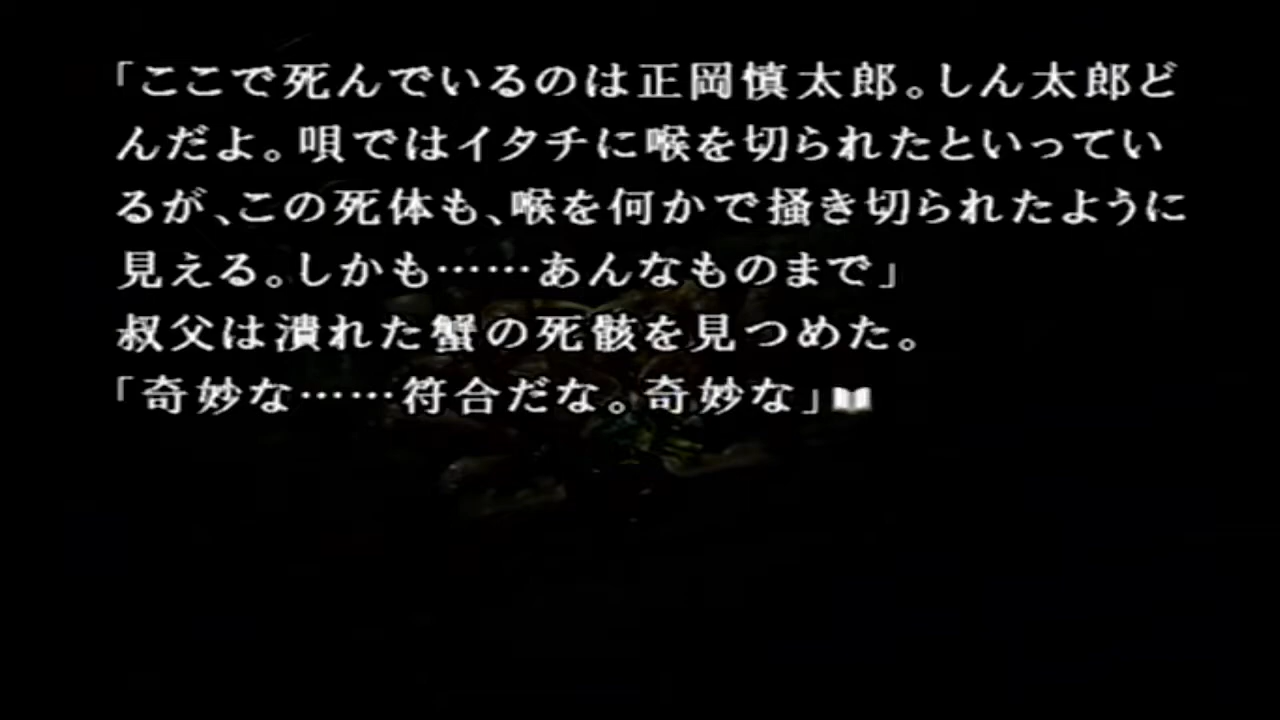 「ここで死んでいるのは正岡慎太郎。しん太郎ど
んだよ。唄ではイタチに喉を切られたといってい
るが、この死体も、喉を何かで掻き切られたように
見える。しかも……あんなものまで」
叔父は潰れた蟹の死骸を見つめた。
「奇妙な……符合だな。奇妙な」